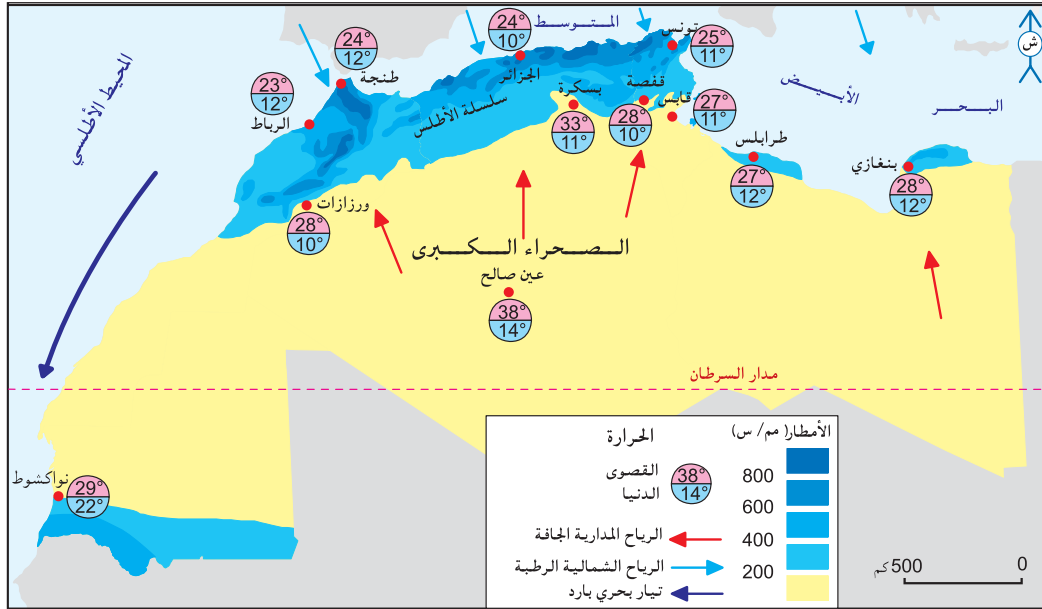 المتوسط
الأبيض
البحر
ش
المحيط الأطلسي
24°
12°
طنجة
23°
12°
الرباط
24°
10°
الجزائر
25°
11°
تونس
سلسلة الأطلس
بسكرة
33°
11°
قفصة
28°
10°
قابس
27°
11°
طرابلس
27°
12°
بنغازي
28°
12°
ورزازات
28°
10°
الصحراء الكبرى
عين صالح
38°
14°
مدار السرطان
نواكشوط
29°
22°
الأمطار( مم/ س)
800
600
400
200
الحرارة
القصوى
الدنيا
38°
14°
الرياح المدارية الجافة
الرياح الشمالية الرطبة
تيار بحري بارد
0
500 كم